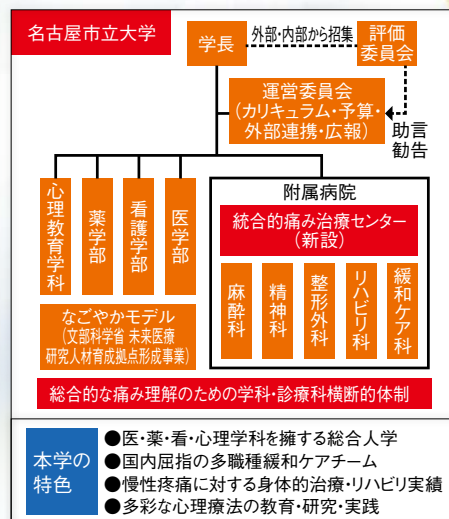 名古屋市立大学
学長
外部・内部から招集
評価
委員会
運営委員会
(カリキュラム・予算・
外部連携・広報)
助言
勧告
心理教育学科
薬学部
看護学部
医学部
附属病院
統合的痛み治療センター
(新設)
麻酔科
精神科
整形外科
リハビリ科
緩和ケア科
なごやかモデル
(文部科学省 未来医療
研究人材育成拠点形成事業)
総合的な痛み理解のための学科・診療科横断的体制
本学の
特色
●医・薬・看・心理学科を擁する総合人学
●国内屈指の多職種緩和ケアチーム
●慢性疼痛に対する身体的治療・リハビリ実績
●多彩な心理療法の教育・研究・実践